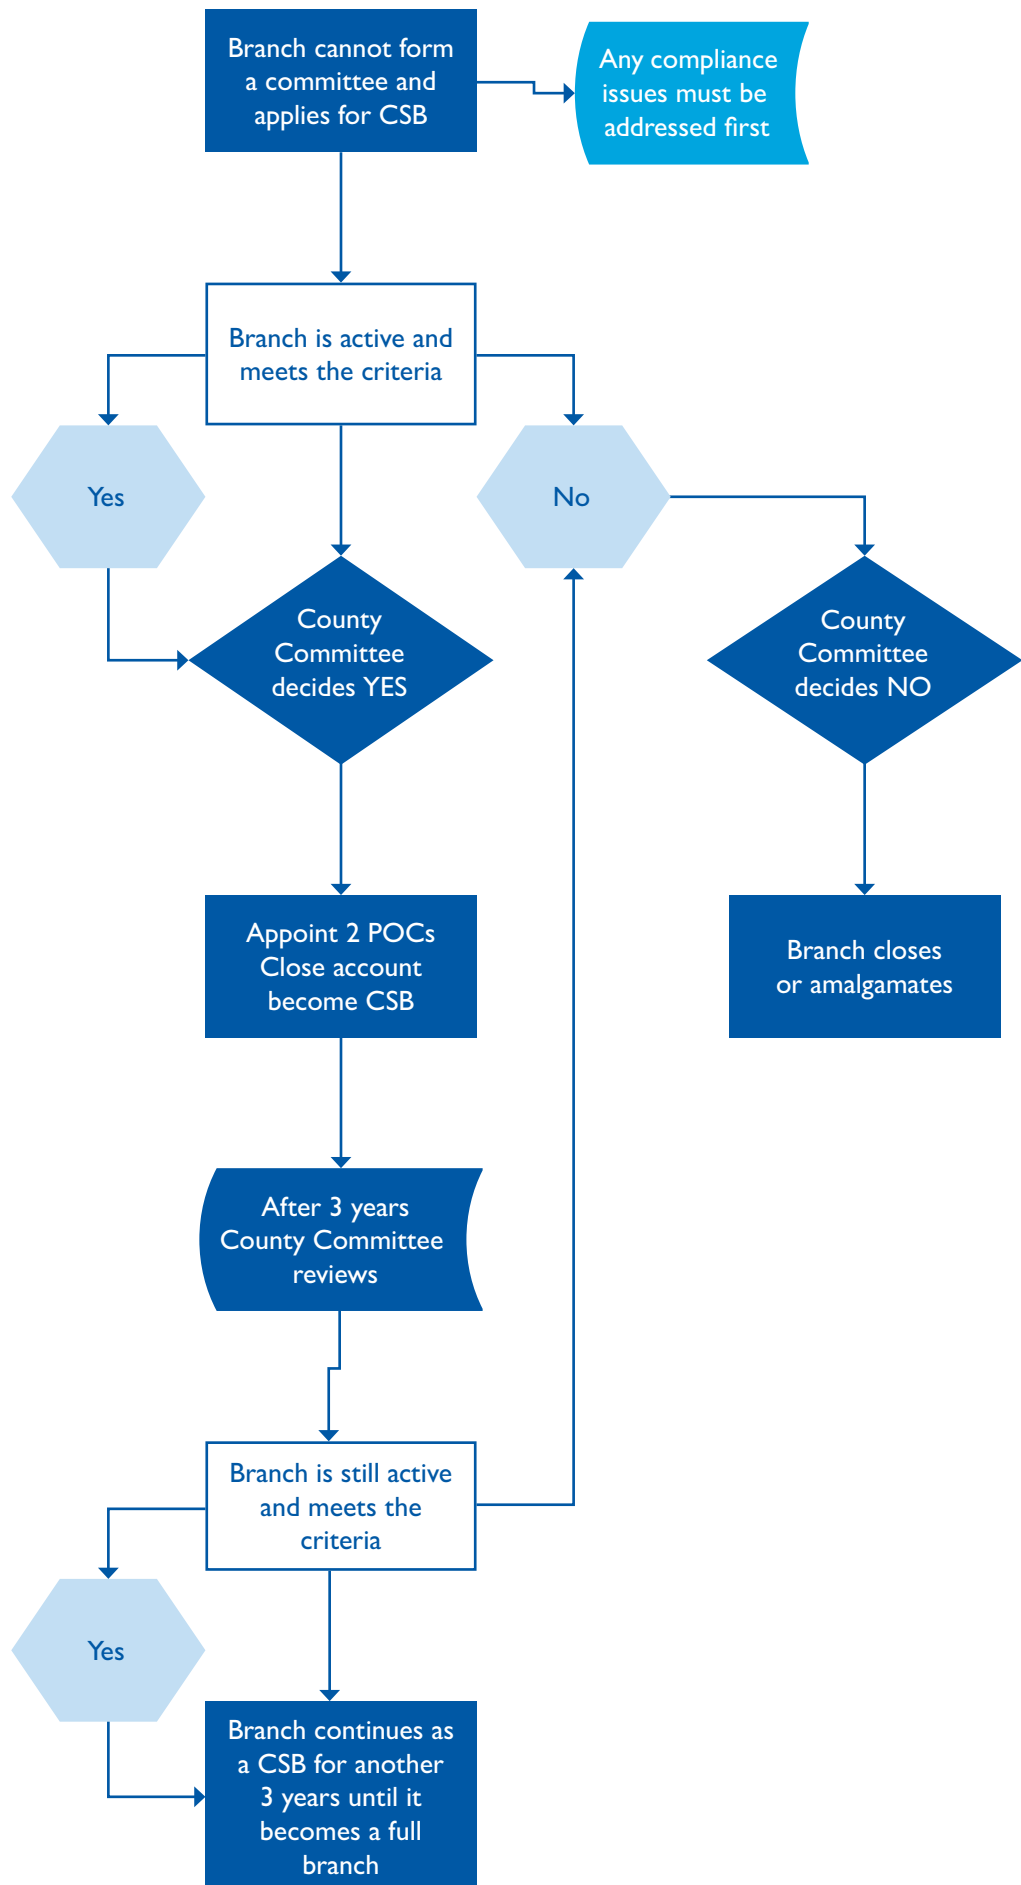 Branch cannot form
a committee and
applies for CSB
Any compliance
issues must be
addressed first
Branch is active and
meets the criteria
Yes
No
County
Committee
decides YES
County
Committee
decides NO
Appoint 2 POCs
Close account
become CSB
Branch closes
or amalgamates
After 3 years
County Committee
reviews
Branch is still active
and meets the
criteria
Yes
Branch continues as
a CSB for another
3 years until it
becomes a full
branch